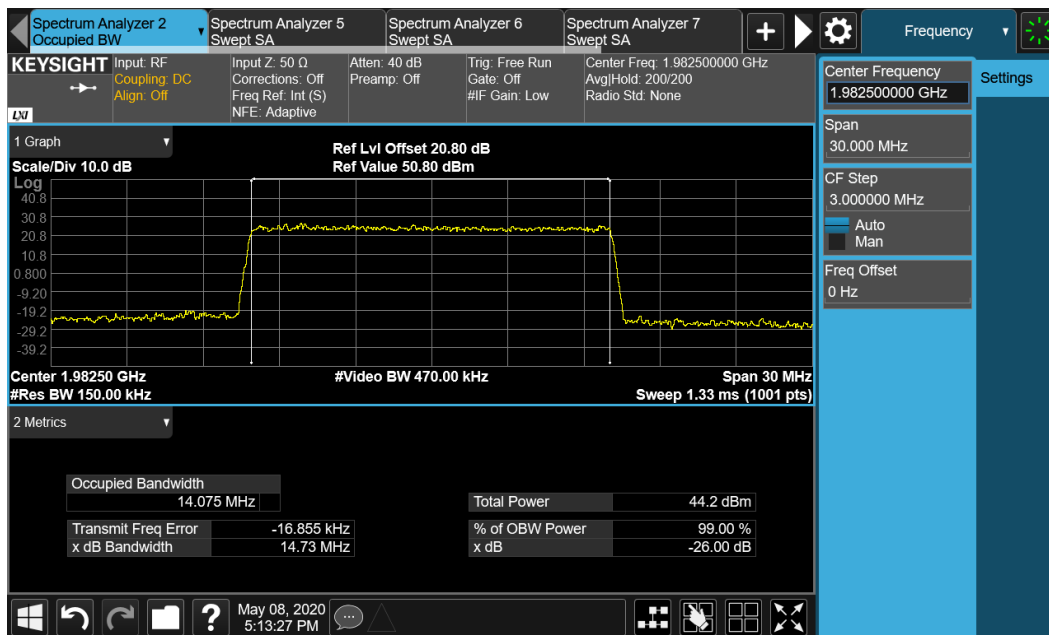 Spectrum Analyzer 2
Occupied BW
Spectrum Analyzer 5
Swept SA
Spectrum Analyzer 6
Swept SA
Spectrum Analyzer 7
Swept SA
+
Frequency
KEYSIGHT
LXI
Input: RF
Coupling: DC
Align: Off
Input Z: 50 Ω
Corrections: Off
Freq Ref: Int (S)
NFE: Adaptive
Atten: 40 dB
Preamp: Off
Trig: Free Run
Gate: Off
#IF Gain: Low
Center Freq: 1.982500000 GHz
Avg|Hold: 200/200
Radio Std: None
Center Frequency
1.982500000 GHz
Settings
Span
30.000 MHz
CF Step
3.000000 MHz
Auto
Man
Freq Offset
0 Hz
1 Graph
Scale/Div 10.0 dB
Ref Lvl Offset 20.80 dB
Ref Value 50.80 dBm
Log
40.8
30.8
20.8
10.8
0.800
-9.20
-19.2
-29.2
-39.2
Center 1.98250 GHz
#Video BW 470.00 kHz
Span 30 MHz
#Res BW 150.00 kHz
Sweep 1.33 ms (1001 pts)
2 Metrics
Occupied Bandwidth
14.075 MHz
Total Power 44.2 dBm
Transmit Freq Error -16.855 kHz
% of OBW Power 99.00 %
x dB Bandwidth 14.73 MHz
x dB -26.00 dB
?
May 08, 2020
5:13:27 PM